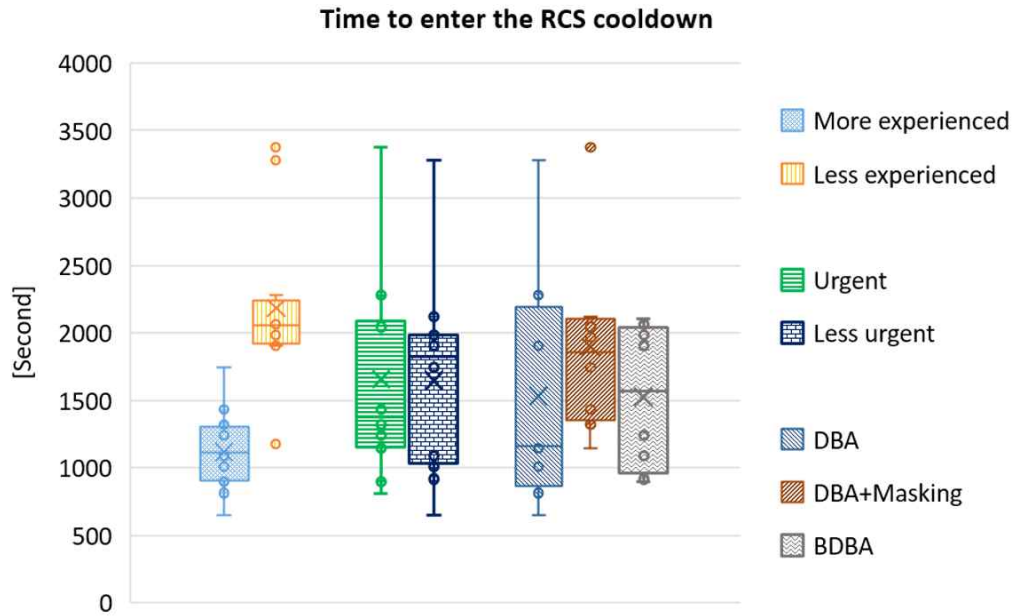 Time to enter the RCS cooldown
[Second]
4000
3500
3000
2500
2000
1500
1000
500
0
More experienced
Less experienced
Urgent
Less urgent
DBA
DBA+Masking
BDBA